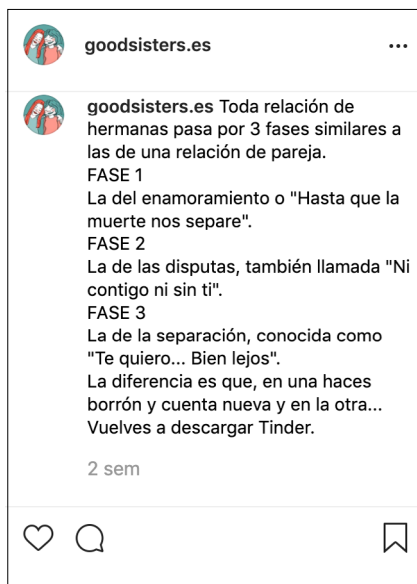 goodsisters.es
goodsisters.es Toda relación de
hermanas pasa por 3 fases similares a
las de una relación de pareja.
FASE 1
La del enamoramiento o "Hasta que la
muerte nos separe".
FASE 2
La de las disputas, también llamada "Ni
contigo ni sin ti".
FASE 3
La de la separación, conocida como
"Te quiero... Bien lejos".
La diferencia es que, en una haces
borrón y cuenta nueva y en la otra...
Vuelves a descargar Tinder.
2 sem